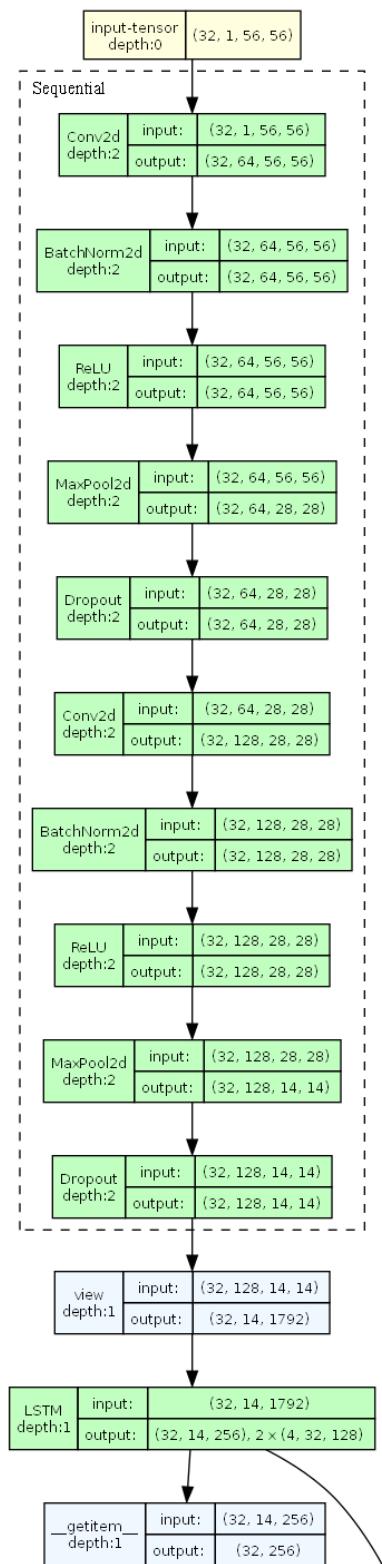 input-tensor
depth:0
(32, 1, 56, 56)
Sequential
Conv2d
depth:2
input:
(32, 1, 56, 56)
output:
(32, 64, 56, 56)
BatchNorm2d
depth:2
input:
(32, 64, 56, 56)
output:
(32, 64, 56, 56)
ReLU
depth:2
input:
(32, 64, 56, 56)
output:
(32, 64, 56, 56)
MaxPool2d
depth:2
input:
(32, 64, 56, 56)
output:
(32, 64, 28, 28)
Dropout
depth:2
input:
(32, 64, 28, 28)
output:
(32, 64, 28, 28)
Conv2d
depth:2
input:
(32, 64, 28, 28)
output:
(32, 128, 28, 28)
BatchNorm2d
depth:2
input:
(32, 128, 28, 28)
output:
(32, 128, 28, 28)
ReLU
depth:2
input:
(32, 128, 28, 28)
output:
(32, 128, 28, 28)
MaxPool2d
depth:2
input:
(32, 128, 28, 28)
output:
(32, 128, 14, 14)
Dropout
depth:2
input:
(32, 128, 14, 14)
output:
(32, 128, 14, 14)
view
depth:1
input:
(32, 128, 14, 14)
output:
(32, 14, 1792)
LSTM
depth:1
input:
(32, 14, 1792)
output:
(32, 14, 256), 2 × (4, 32, 128)
__getitem__
depth:1
input:
(32, 14, 256)
output:
(32, 256)